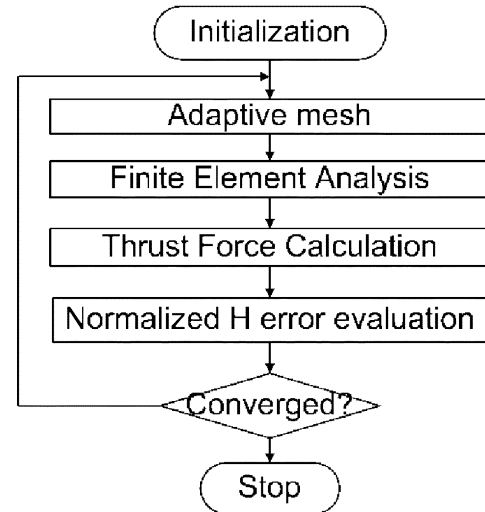 Initialization
Adaptive mesh
Finite Element Analysis
Thrust Force Calculation
Normalized H error evaluation
Converged?
Stop